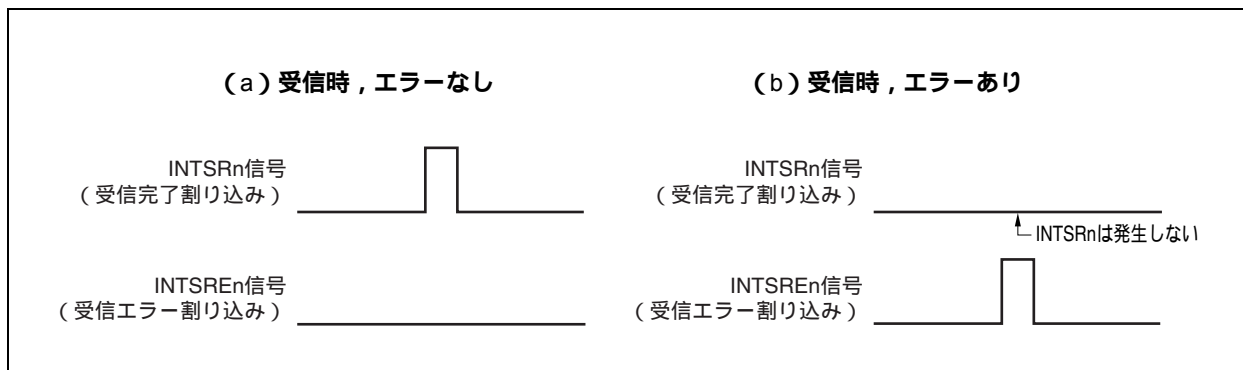 （a）受信時，エラーなし
INTSRn信号
（受信完了割り込み）
INTSREn信号
（受信エラー割り込み）
（b）受信時，エラーあり
INTSRn信号
（受信完了割り込み）
INTSRnは発生しない
INTSREn信号
（受信エラー割り込み）